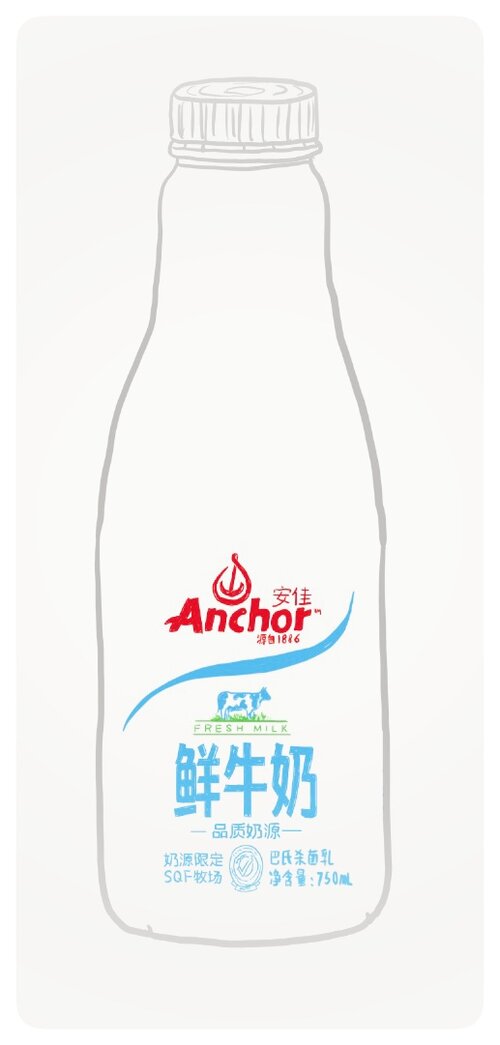 安佳
Anchor™
源自1886
FRESH MILK
鲜牛奶
品质奶源
奶源限定
SQF牧场
巴氏杀菌乳
净含量:750mL